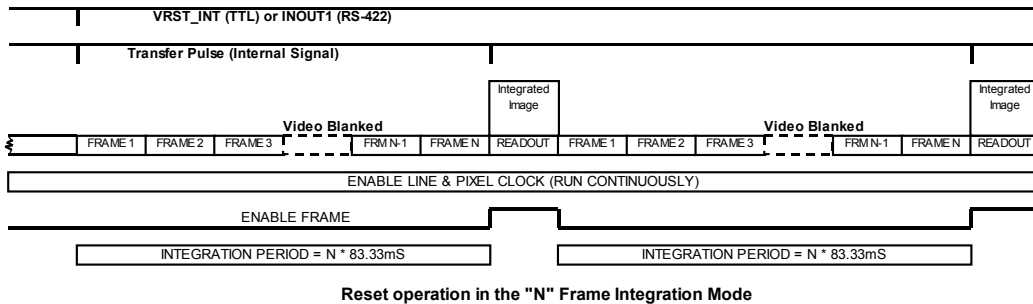 VRST_INT (TTL) or INOUT1 (RS-422)
Transfer Pulse (Internal Signal)
Integrated Image
Integrated Image
Video Blanked
Video Blanked
FRAME 1 FRAME 2 FRAME 3 FRM N-1 FRAME N READOUT FRAME 1 FRAME 2 FRAME 3 FRM N-1 FRAME N READOUT
ENABLE LINE & PIXEL CLOCK (RUN CONTINUOUSLY)
ENABLE FRAME
INTEGRATION PERIOD = N * 83.33mS
INTEGRATION PERIOD = N * 83.33mS
Reset operation in the "N" Frame Integration Mode